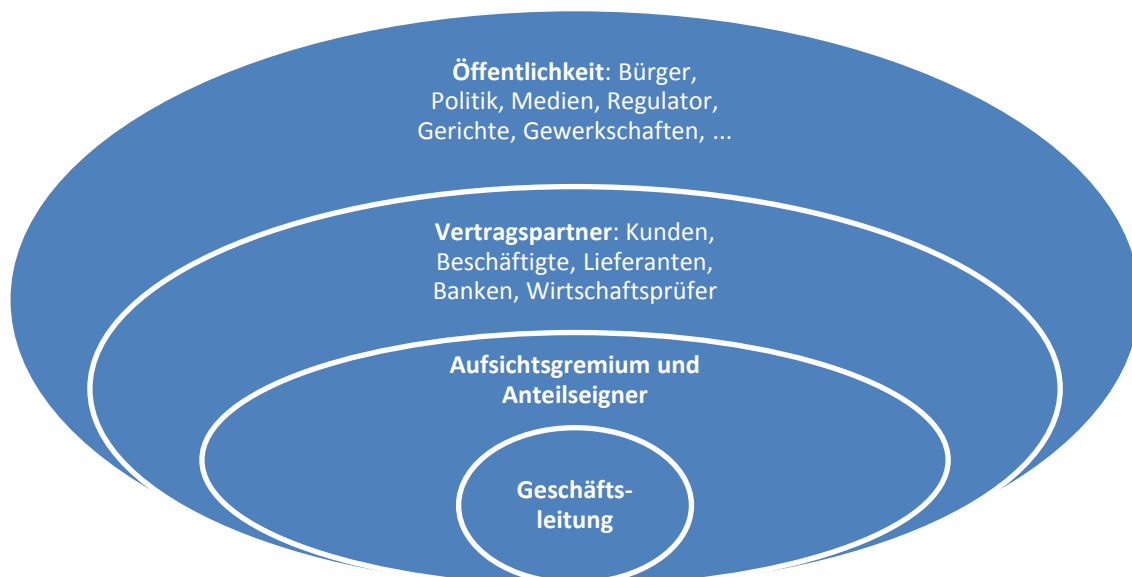 Öffentlichkeit: Bürger,
Politik, Medien, Regulator,
Gerichte, Gewerkschaften, ...
Vertragspartner: Kunden,
Beschäftigte, Lieferanten,
Banken, Wirtschaftsprüfer
Aufsichtsgremium und
Anteilseigner
Geschäfts-
leitung